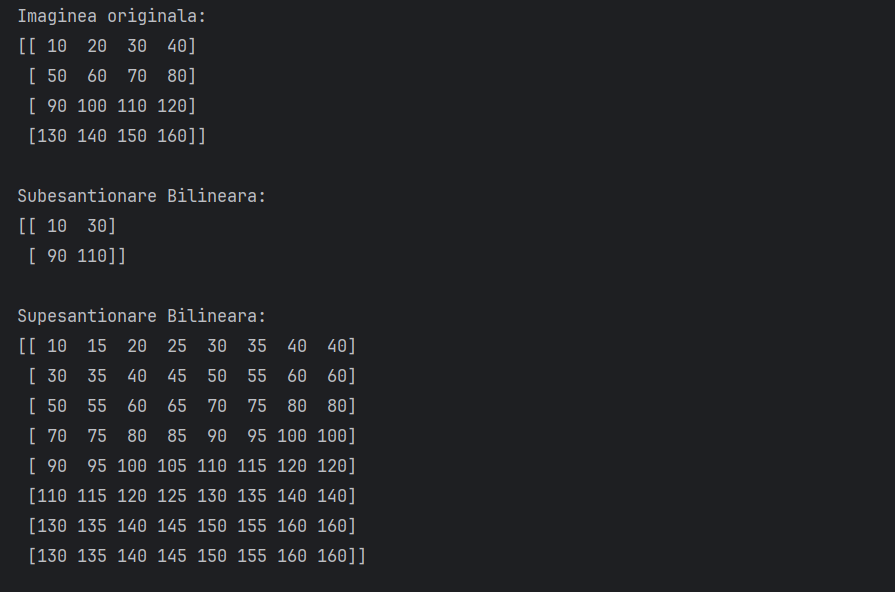 Imaginea originala:
[[ 10  20  30  40]
 [ 50  60  70  80]
 [ 90 100 110 120]
 [130 140 150 160]]

Subesantionare Bilineara:
[[ 10  30]
 [ 90 110]]

Supesantionare Bilineara:
[[ 10  15  20  25  30  35  40  40]
 [ 30  35  40  45  50  55  60  60]
 [ 50  55  60  65  70  75  80  80]
 [ 70  75  80  85  90  95 100 100]
 [ 90  95 100 105 110 115 120 120]
 [110 115 120 125 130 135 140 140]
 [130 135 140 145 150 155 160 160]
 [130 135 140 145 150 155 160 160]]